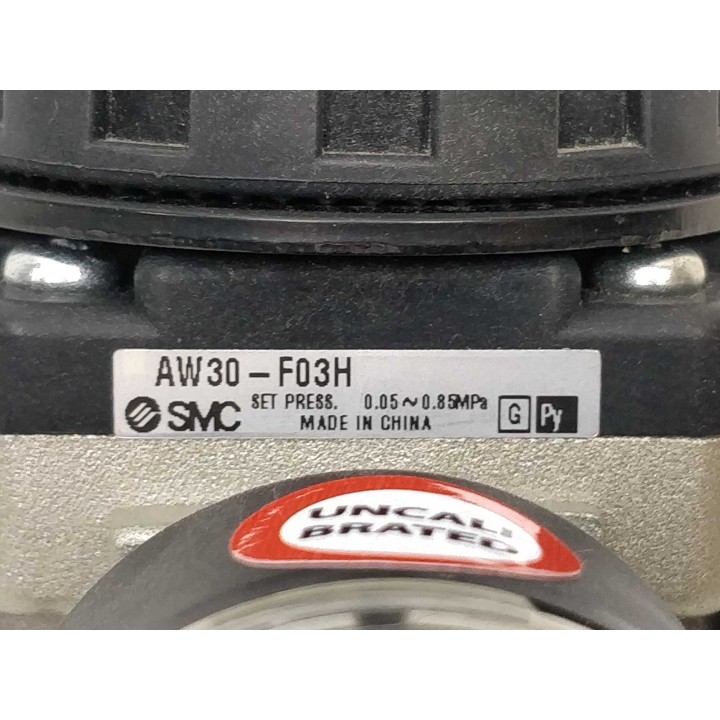 AW30-F03H
SMC SET PRESS. 0.05~0.85MPa G Py
MADE IN CHINA
UNCALI
BRATED